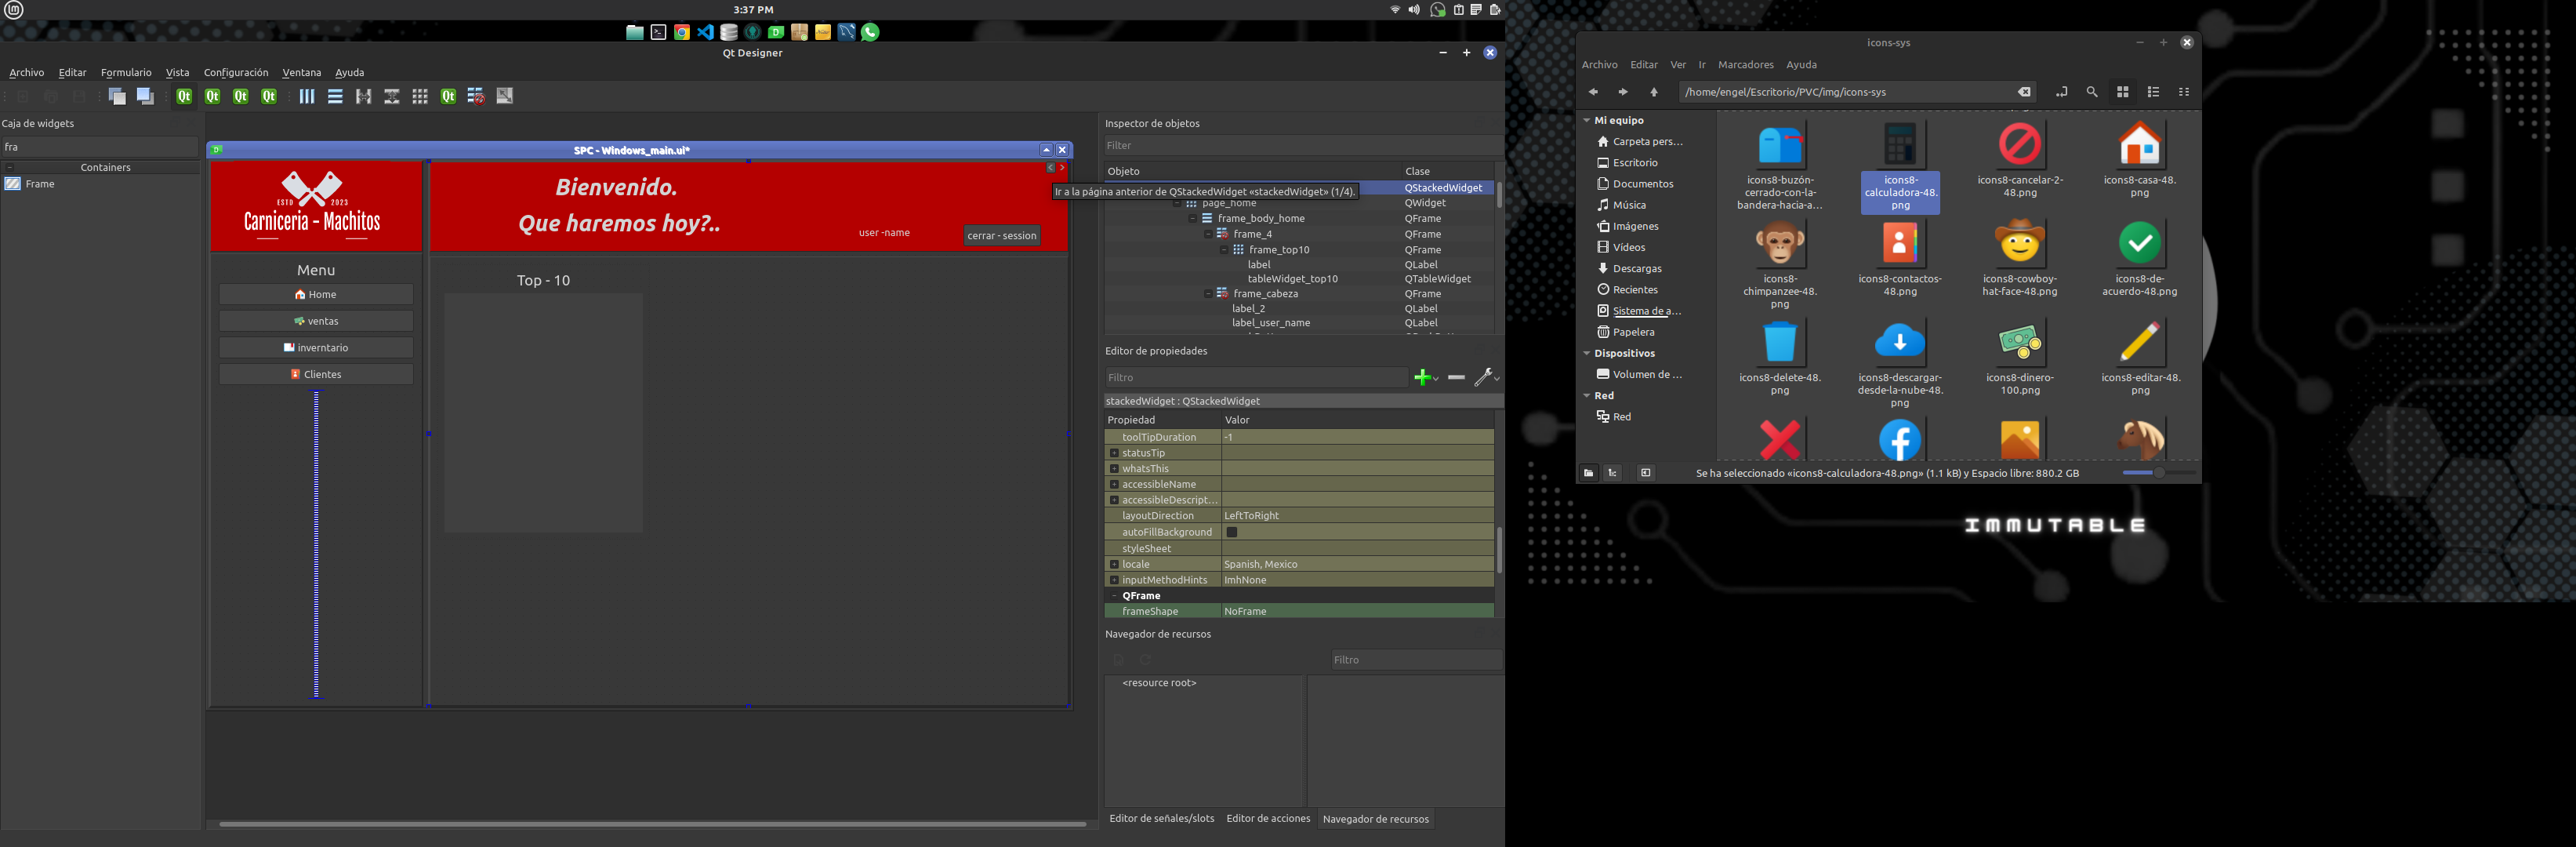 3:37 PM
Qt Designer
Archivo Editar Formulario Vista Configuración Ventana Ayuda
Caja de widgets
fra
Containers
Frame
SPC - Windows_main.ui*
ESTD 2023
Carniceria - Machitos
Bienvenido.
Que haremos hoy?..
user -name
cerrar - session
Menu
Home
ventas
inverntario
Clientes
Top - 10
Inspector de objetos
Filter
Objeto Clase
QStackedWidget
Ir a la página anterior de QStackedWidget «stackedWidget» (1/4).
page_home QWidget
frame_body_home QFrame
frame_4 QFrame
frame_top10 QFrame
label QLabel
tableWidget_top10 QTableWidget
frame_cabeza QFrame
label_2 QLabel
label_user_name QLabel
Editor de propiedades
Filtro
stackedWidget : QStackedWidget
Propiedad Valor
toolTipDuration -1
statusTip
whatsThis
accessibleName
accessibleDescript...
layoutDirection LeftToRight
autoFillBackground
styleSheet
locale Spanish, Mexico
inputMethodHints ImhNone
QFrame
frameShape NoFrame
Navegador de recursos
Filtro
<resource root>
Editor de señales/slots Editor de acciones Navegador de recursos
icons-sys
Archivo Editar Ver Ir Marcadores Ayuda
/home/engel/Escritorio/PVC/img/icons-sys
Mi equipo
Carpeta pers...
Escritorio
Documentos
Música
Imágenes
Vídeos
Descargas
Recientes
Sistema de a...
Papelera
Dispositivos
Volumen de ...
Red
Red
icons8-buzón-cerrado-con-la-bandera-hacia-a...
icons8-calculadora-48.png
icons8-cancelar-2-48.png
icons8-casa-48.png
icons8-chimpanzee-48.png
icons8-contactos-48.png
icons8-cowboy-hat-face-48.png
icons8-de-acuerdo-48.png
icons8-delete-48.png
icons8-descargar-desde-la-nube-48.png
icons8-dinero-100.png
icons8-editar-48.png
Se ha seleccionado «icons8-calculadora-48.png» (1.1 kB) y Espacio libre: 880.2 GB
IMMUTABLE